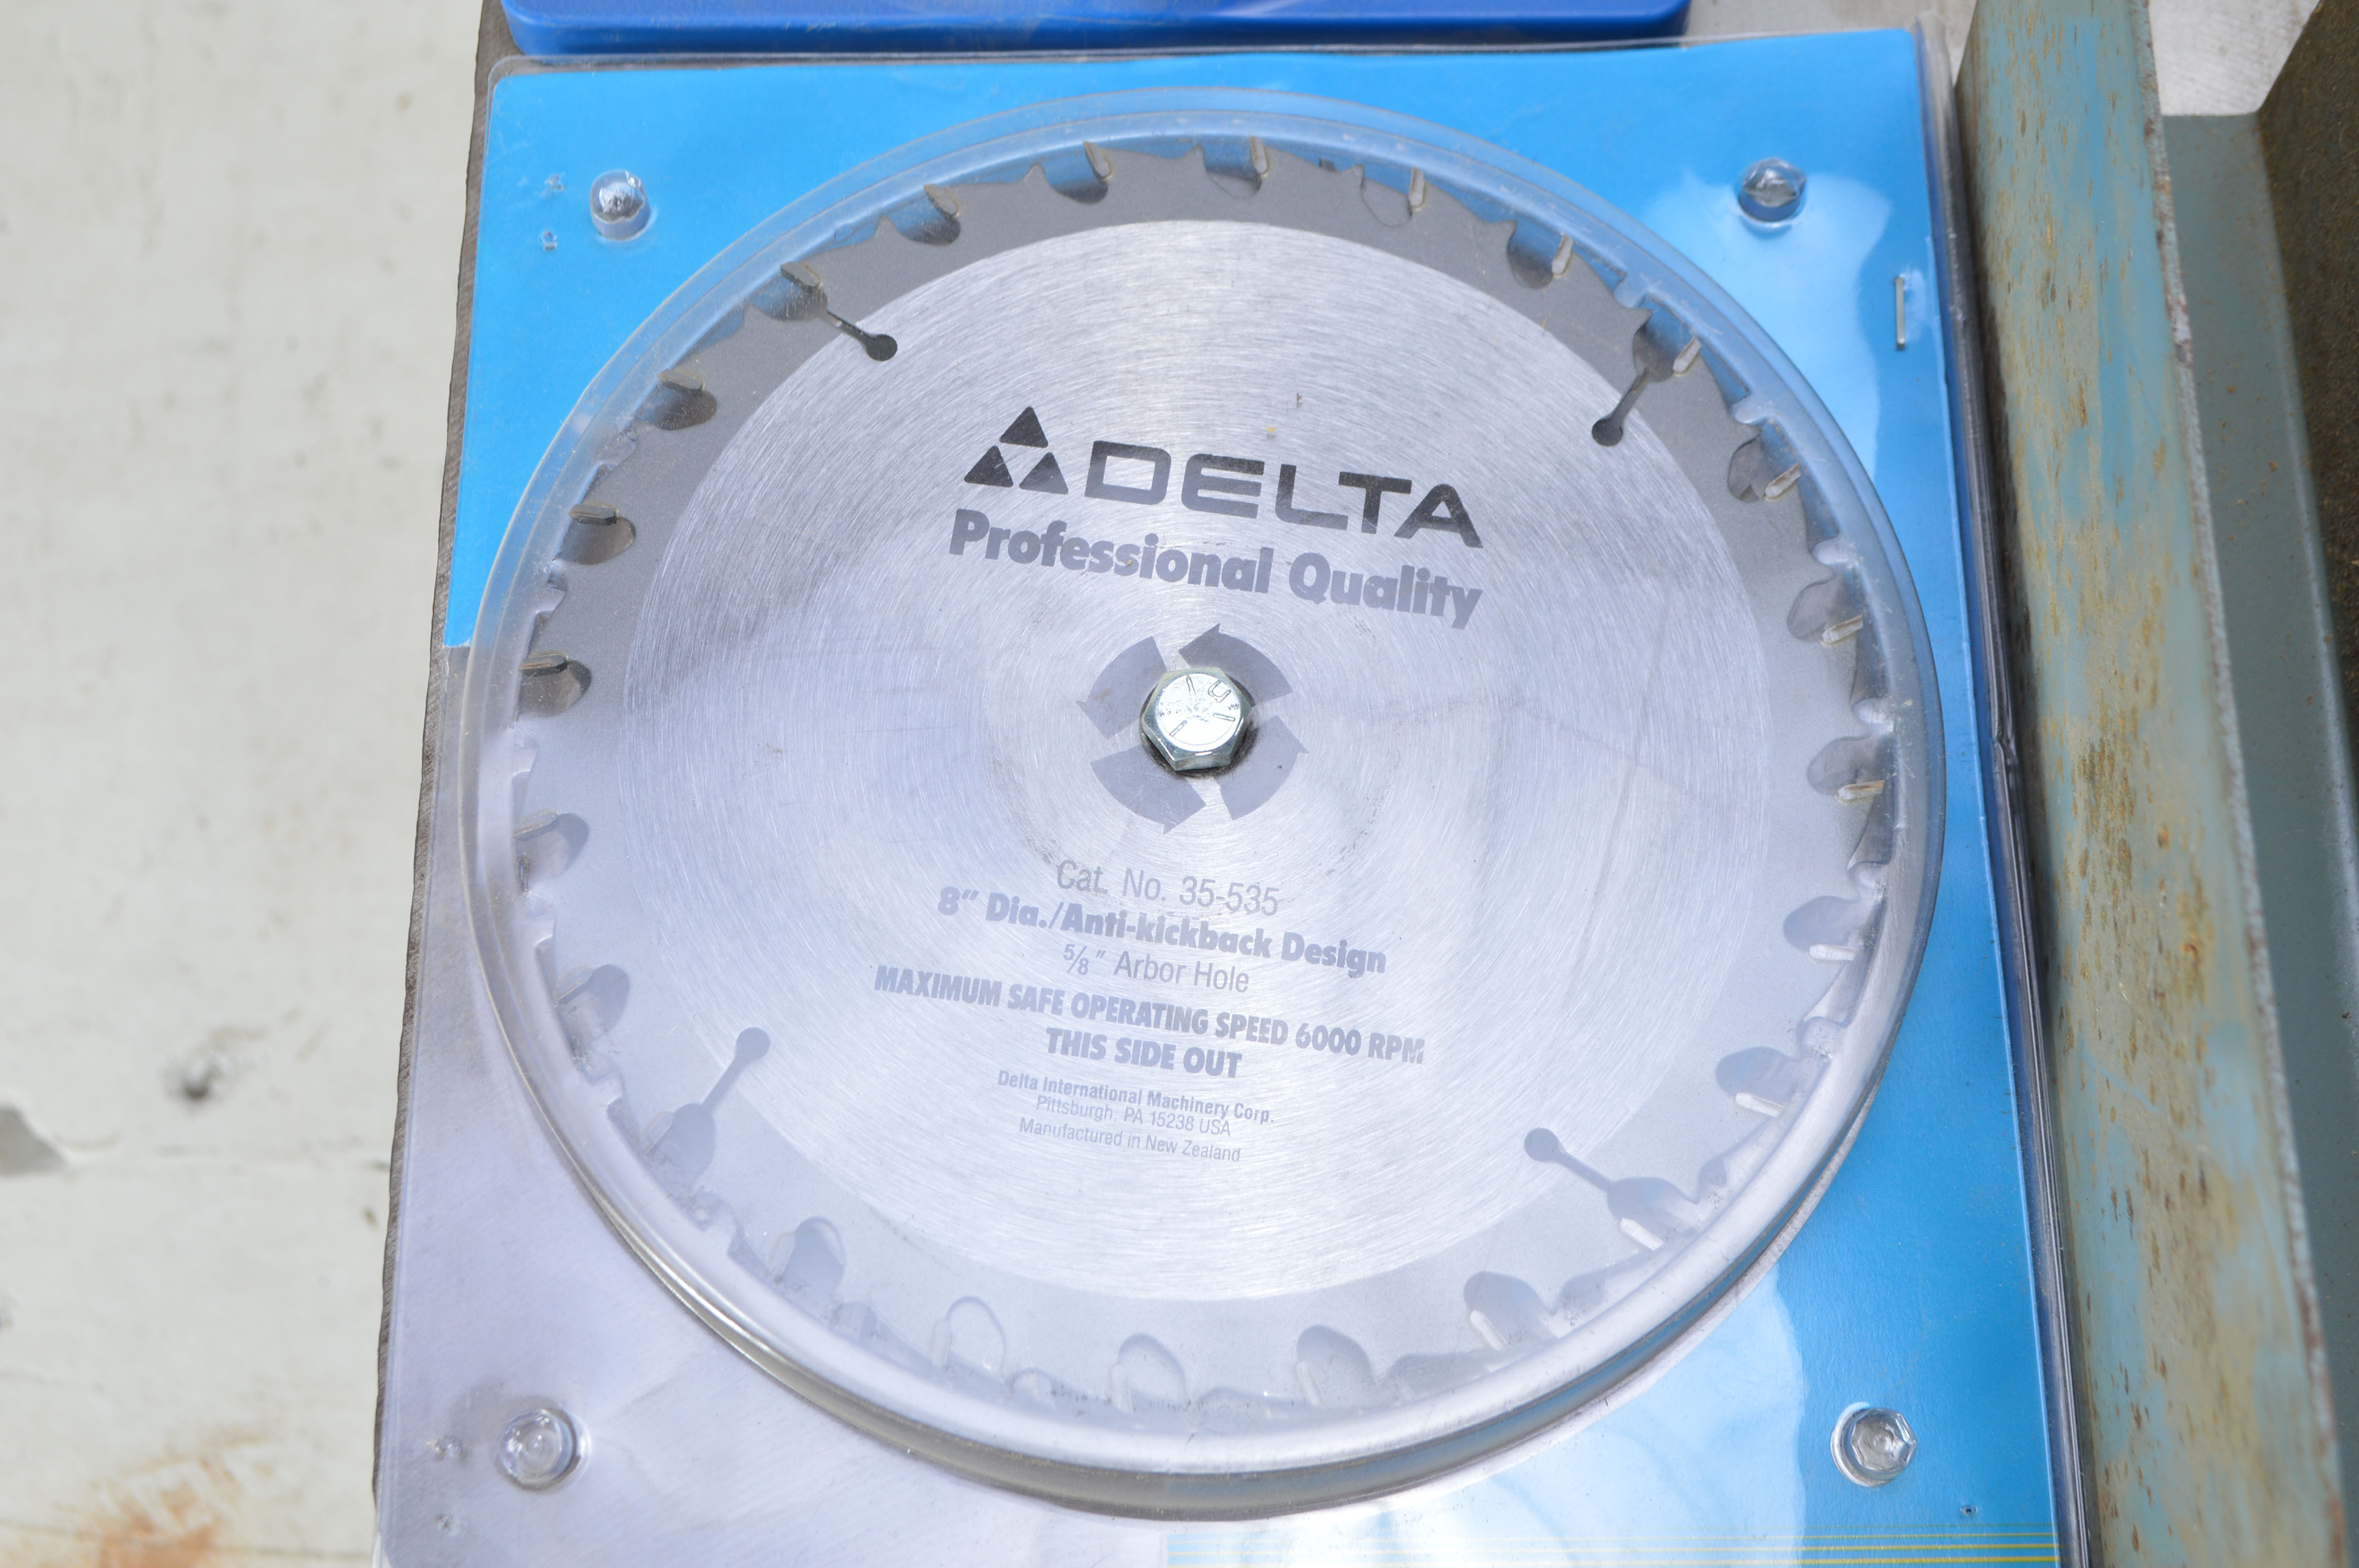 DELTA
Professional Quality
Cat. No. 35-535
8" Dia./Anti-kickback Design
5/8" Arbor Hole
MAXIMUM SAFE OPERATING SPEED 6000 RPM
THIS SIDE OUT
Delta International Machinery Corp.
Pittsburgh, PA 15238 USA
Manufactured in New Zealand